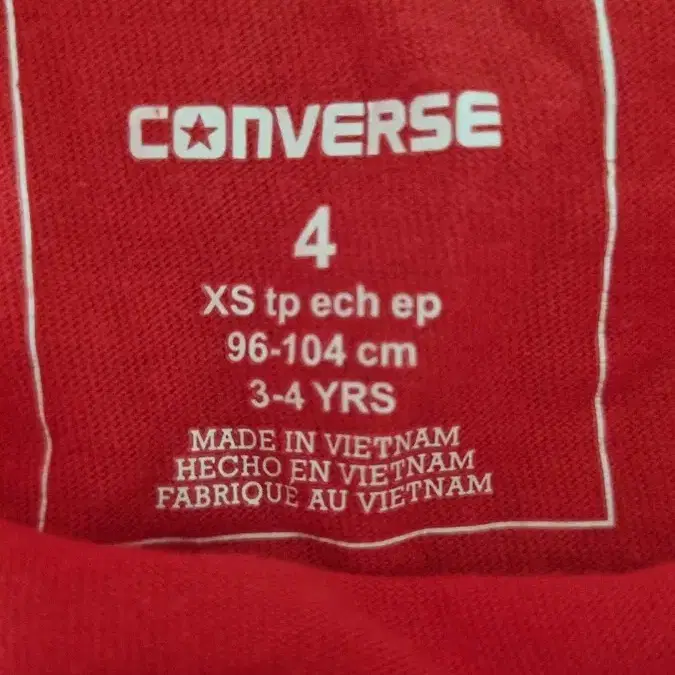 CONVERSE
4
XS tp ech ep
96-104 cm
3-4 YRS
MADE IN VIETNAM
HECHO EN VIETNAM
FABRIQUE AU VIETNAM